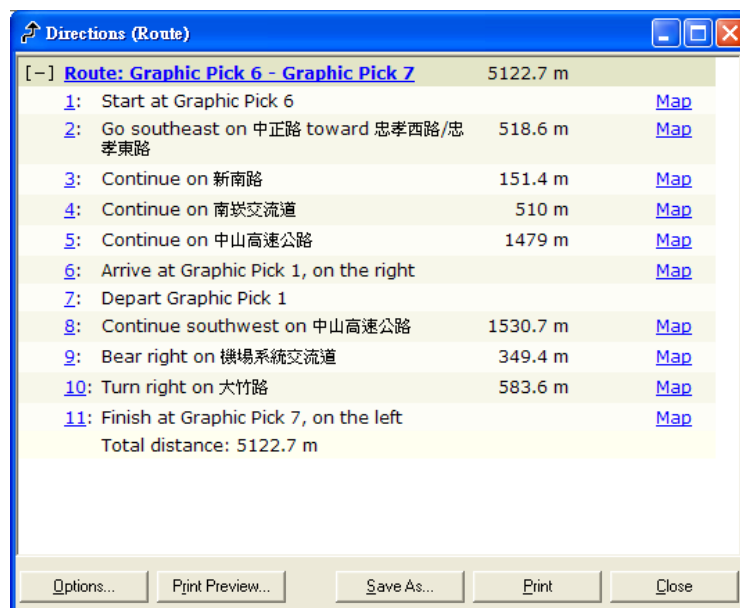 Directions (Route)
[-] Route: Graphic Pick 6 - Graphic Pick 7 5122.7 m
1: Start at Graphic Pick 6 Map
2: Go southeast on 中正路 toward 忠孝西路/忠 518.6 m Map
孝東路
3: Continue on 新南路 151.4 m Map
4: Continue on 南崁交流道 510 m Map
5: Continue on 中山高速公路 1479 m Map
6: Arrive at Graphic Pick 1, on the right Map
7: Depart Graphic Pick 1
8: Continue southwest on 中山高速公路 1530.7 m Map
9: Bear right on 機場系統交流道 349.4 m Map
10: Turn right on 大竹路 583.6 m Map
11: Finish at Graphic Pick 7, on the left Map
Total distance: 5122.7 m
Options... Print Preview... Save As... Print Close